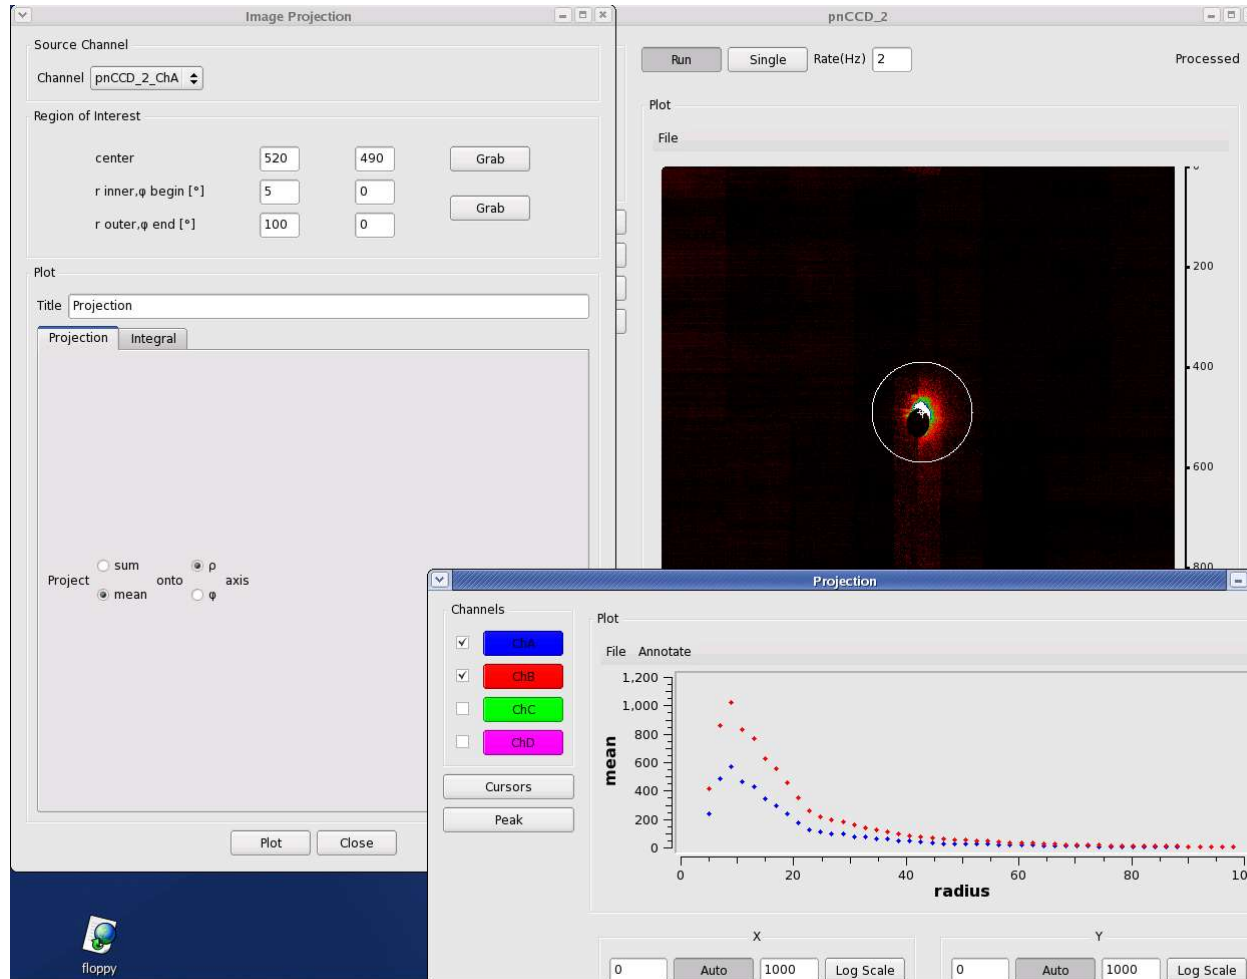 Image Projection
Source Channel
Channel pnCCD_2_ChA
Region of Interest
center 520 490 Grab
r inner,φ begin [°] 5 0
Grab
r outer,φ end [°] 100 0
Plot
Title Projection
Projection Integral
sum ρ
Project onto axis
mean φ
Plot Close
floppy
pnCCD_2
Run Single Rate(Hz) 2 Processed
Plot
File
0
200
400
600
800
Projection
Channels
ChA
ChB
ChC
ChD
Cursors
Peak
Plot
File Annotate
1,200
1,000
800
600
400
200
0
mean
0 20 40 60 80
radius
X
0 Auto 1000 Log Scale
Y
0 Auto 1000 Log Scale